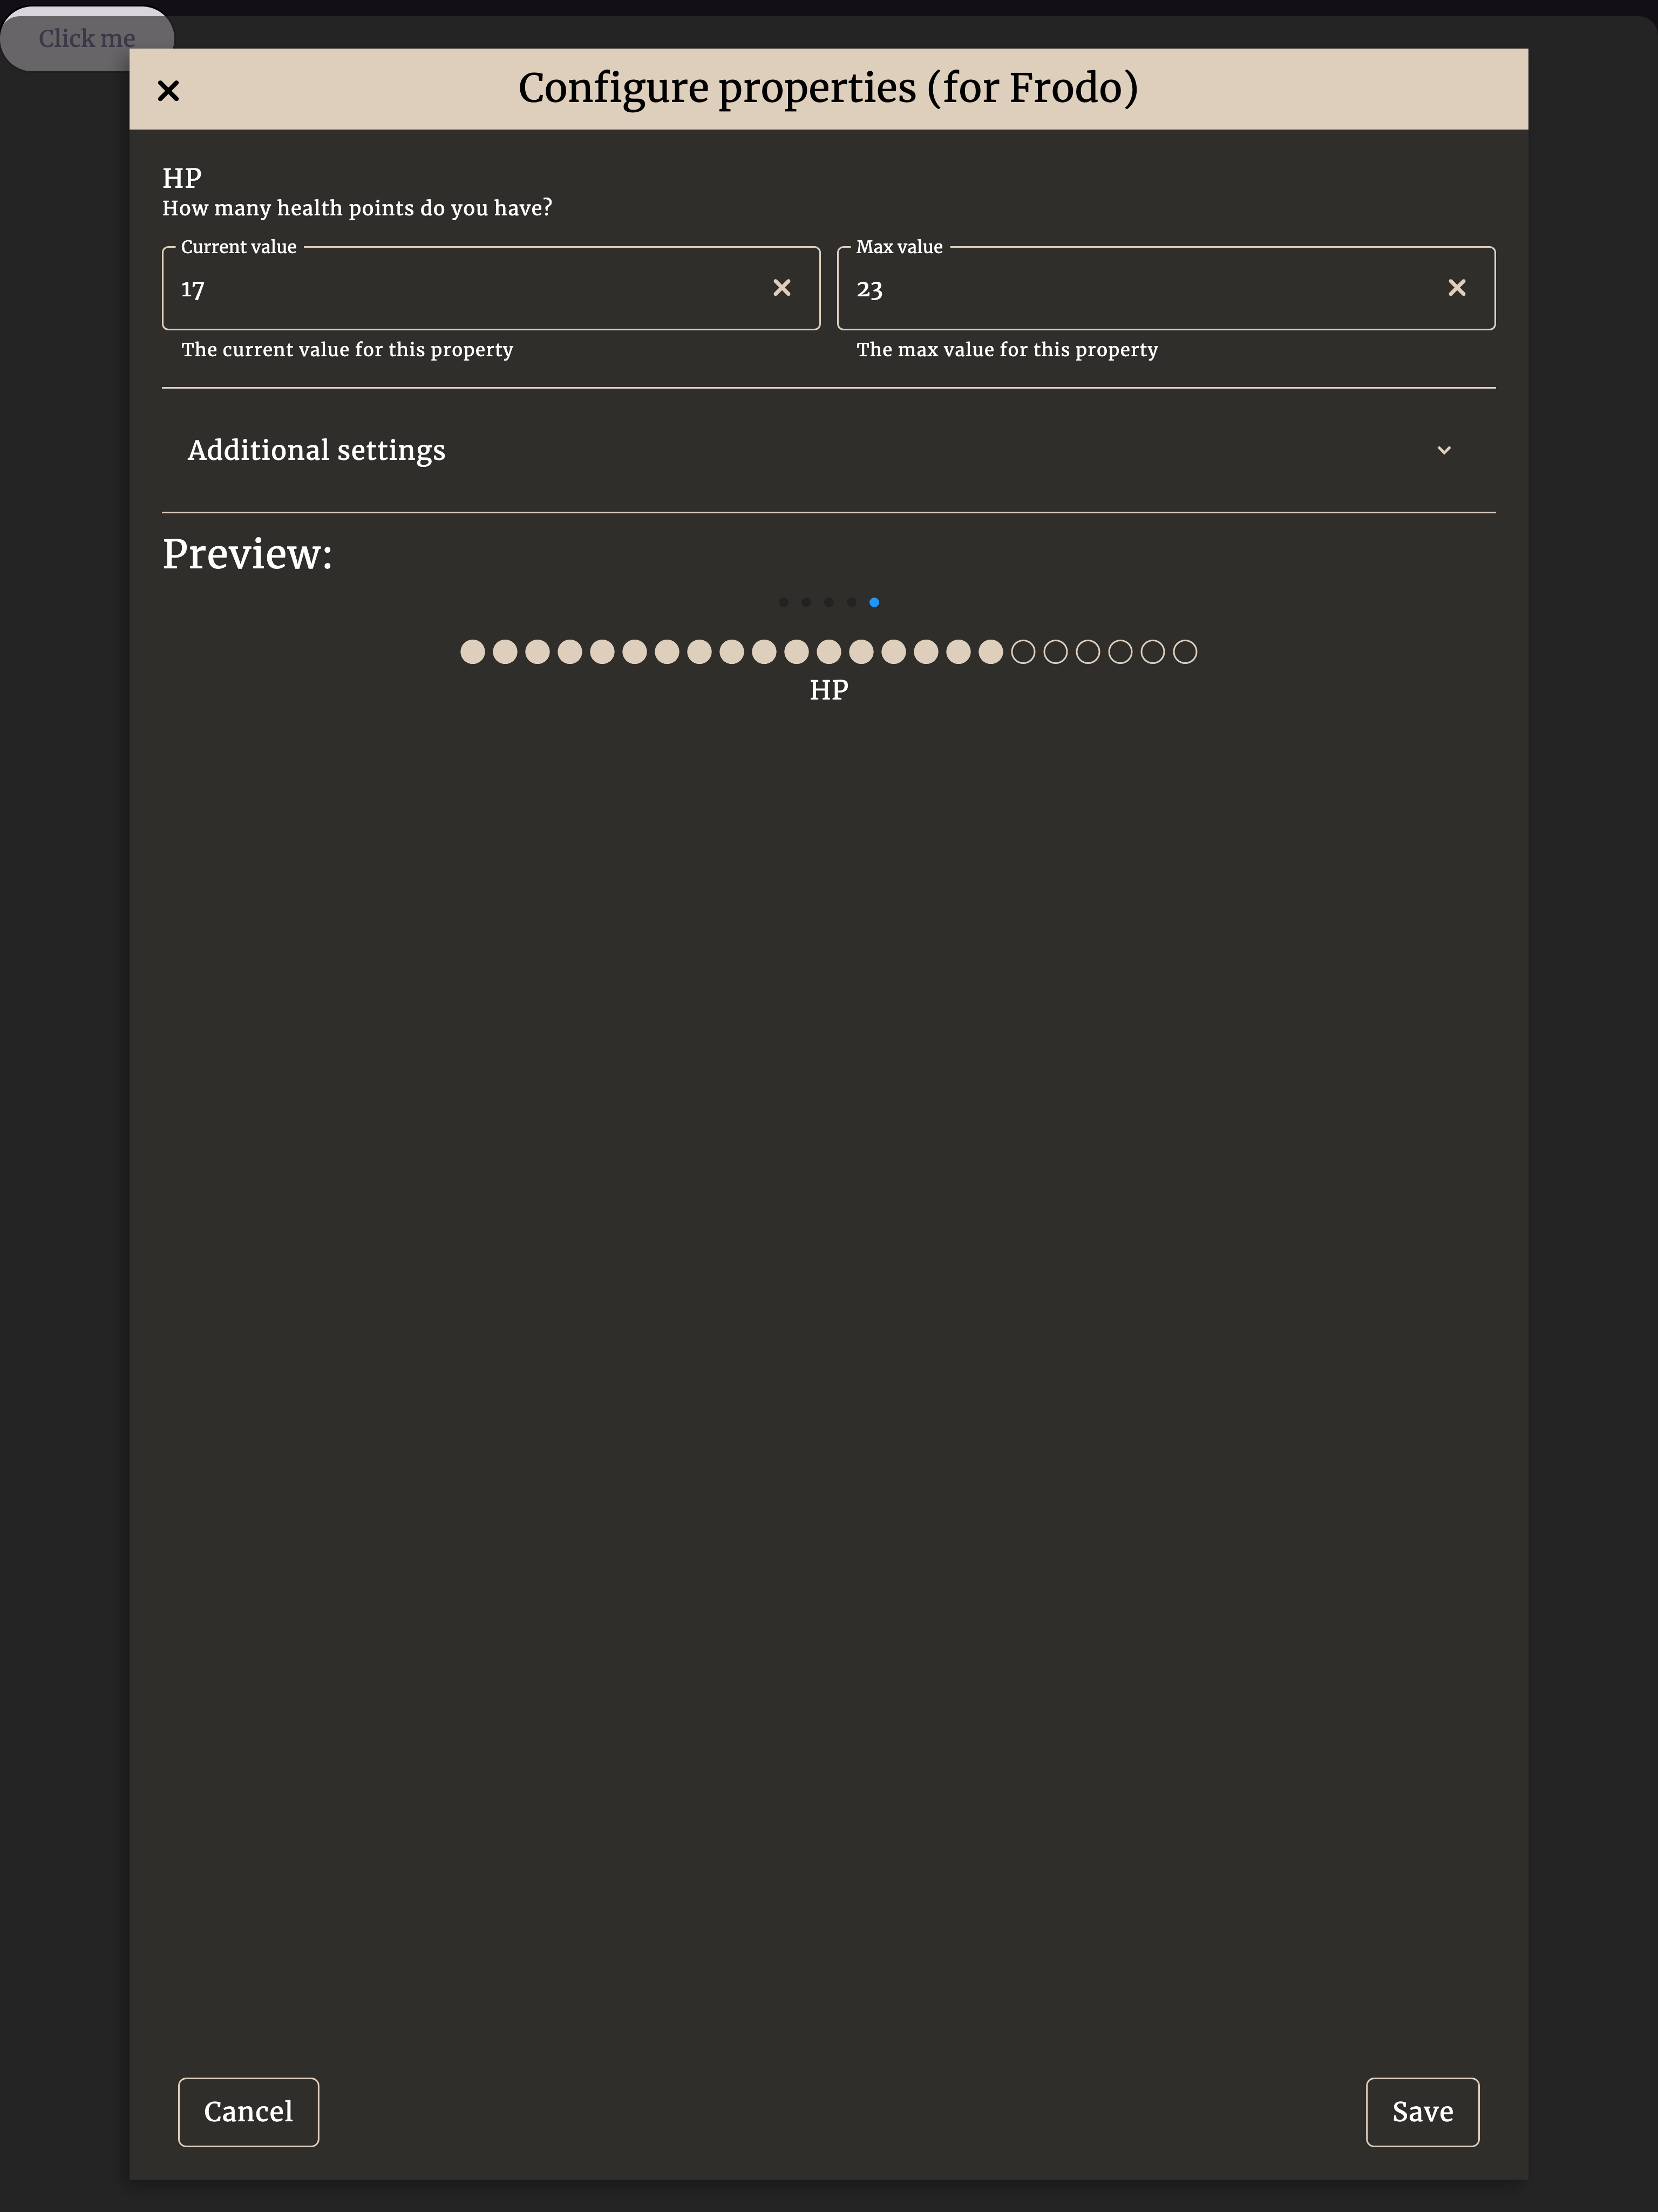 Click me
Configure properties (for Frodo)
HP
How many health points do you have?
Current value
17
The current value for this property
Max value
23
The max value for this property
Additional settings
Preview:
HP
Cancel
Save